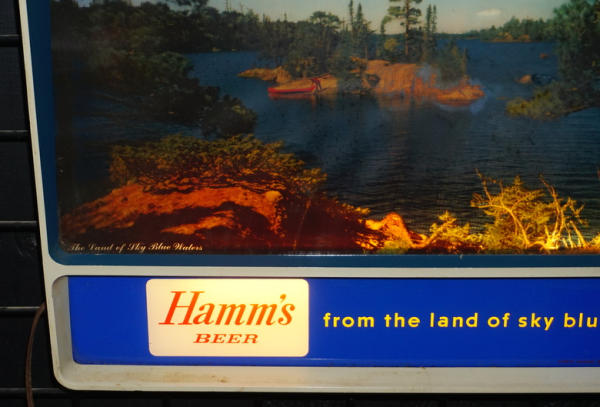 The Land of Sky Blue Waters
Hamm's
BEER
from the land of sky blu